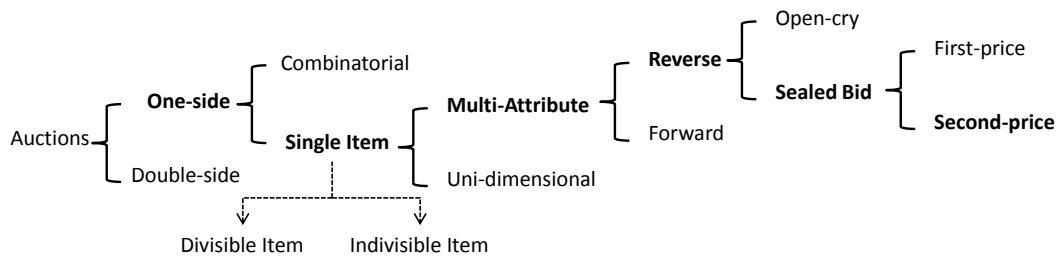 Auctions
One-side
Double-side
Combinatorial
Single Item
Divisible Item
Indivisible Item
Multi-Attribute
Uni-dimensional
Reverse
Forward
Open-cry
Sealed Bid
First-price
Second-price